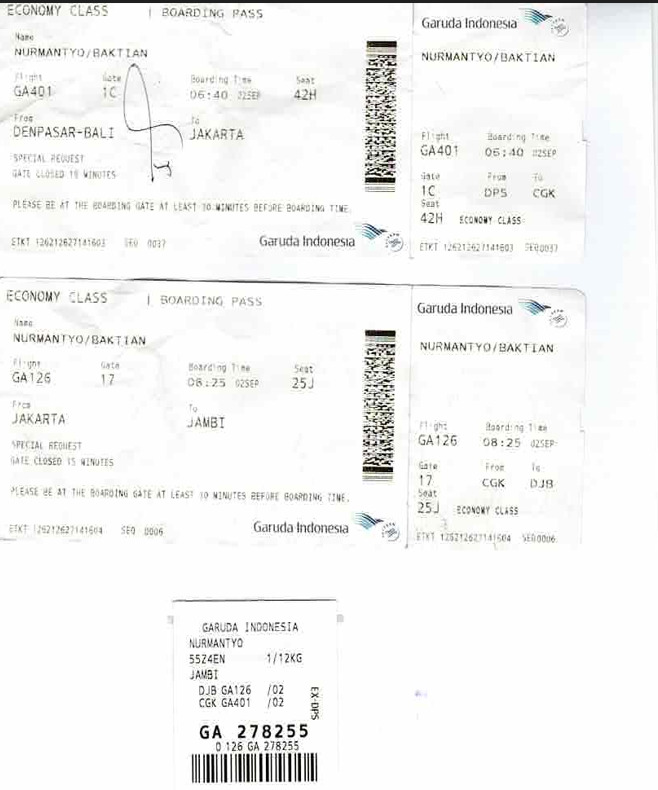 ECONOMY CLASS | BOARDING PASS
Name
NURMANTYO/BAKTIAN
Flight Gate Boarding Time Seat
GA401 1C 06:40 02SEP 42H
From To
DENPASAR-BALI JAKARTA
SPECIAL REQUEST
GATE CLOSED 10 MINUTES
PLEASE BE AT THE BOARDING GATE AT LEAST 30 MINUTES BEFORE BOARDING TIME.
ETKT 126212627141603 SEQ 0037 Garuda Indonesia
Garuda Indonesia
NURMANTYO/BAKTIAN
Flight Boarding Time
GA401 06:40 02SEP
Gate From To
1C DPS CGK
Seat
42H ECONOMY CLASS
ETKT 126212627141603 SEQ0037
ECONOMY CLASS | BOARDING PASS
Name
NURMANTYO/BAKTIAN
Flight Gate Boarding Time Seat
GA126 17 08:25 02SEP 25J
From To
JAKARTA JAMBI
SPECIAL REQUEST
GATE CLOSED 15 MINUTES
PLEASE BE AT THE BOARDING GATE AT LEAST 30 MINUTES BEFORE BOARDING TIME.
ETKT 126212627141604 SEQ 0006 Garuda Indonesia
Garuda Indonesia
NURMANTYO/BAKTIAN
Flight Boarding Time
GA126 08:25 02SEP
Gate From To
17 CGK DJB
Seat
25J ECONOMY CLASS
ETKT 126212627141604 SEQ0006
GARUDA INDONESIA
NURMANTYO
5SZ4EN 1/12KG
JAMBI
DJB GA126 /02
CGK GA401 /02
EX-DPS
GA 278255
0 126 GA 278255